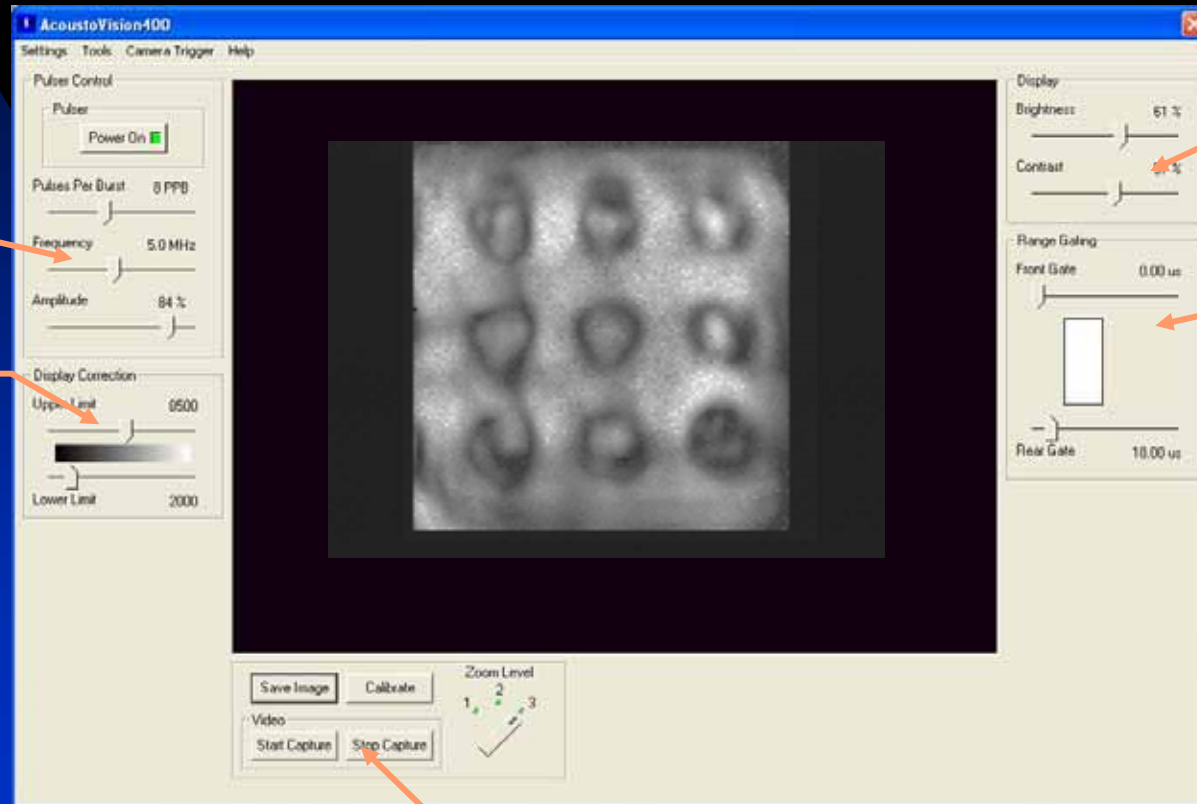 AcoustoVision400
Settings Tools Camera Trigger Help
Pulser Control
Pulser
Power On
Pulses Per Burst 8 PPB
Frequency 5.0 MHz
Amplitude 84 %
Display Correction
Upper Limit 8500
Lower Limit 2000
Save Image Calibrate
Video
Start Capture Stop Capture
Zoom Level
1 2 3
Display
Brightness 61 %
Contrast %
Range Gating
Front Gate 0.00 us
Rear Gate 10.00 us